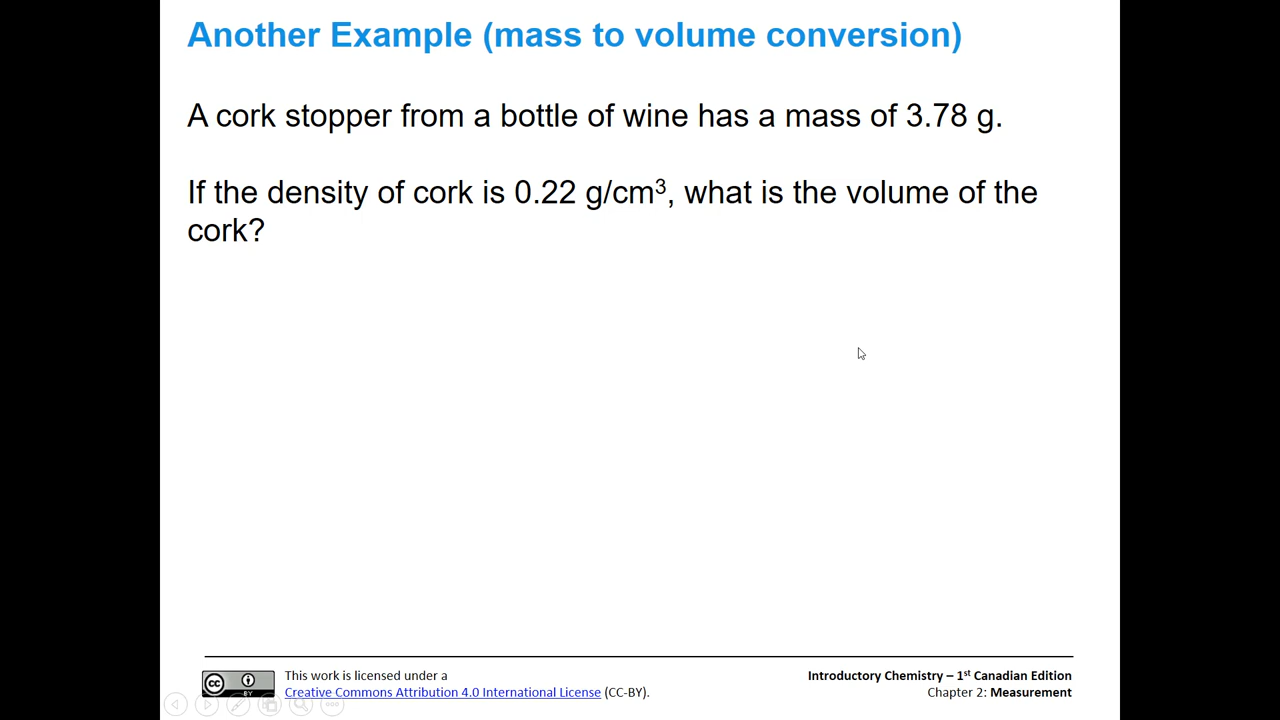 Another Example (mass to volume conversion)
A cork stopper from a bottle of wine has a mass of 3.78 g.
If the density of cork is 0.22 g/cm³, what is the volume of the
cork?
This work is licensed under a
Creative Commons Attribution 4.0 International License (CC-BY).
Introductory Chemistry – 1st Canadian Edition
Chapter 2: Measurement
cc
BY